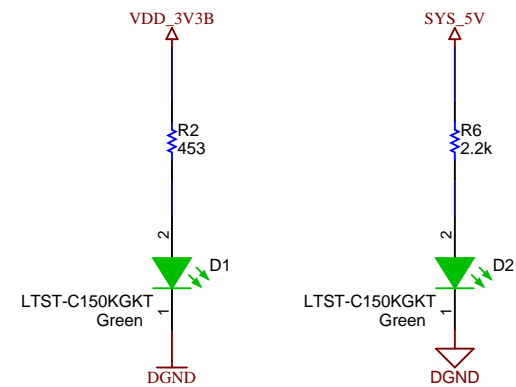 VDD_3V3B
R2
453
2
D1
LTST-C150KGKT
Green
1
DGND
SYS_5V
R6
2.2k
2
D2
LTST-C150KGKT
Green
1
DGND